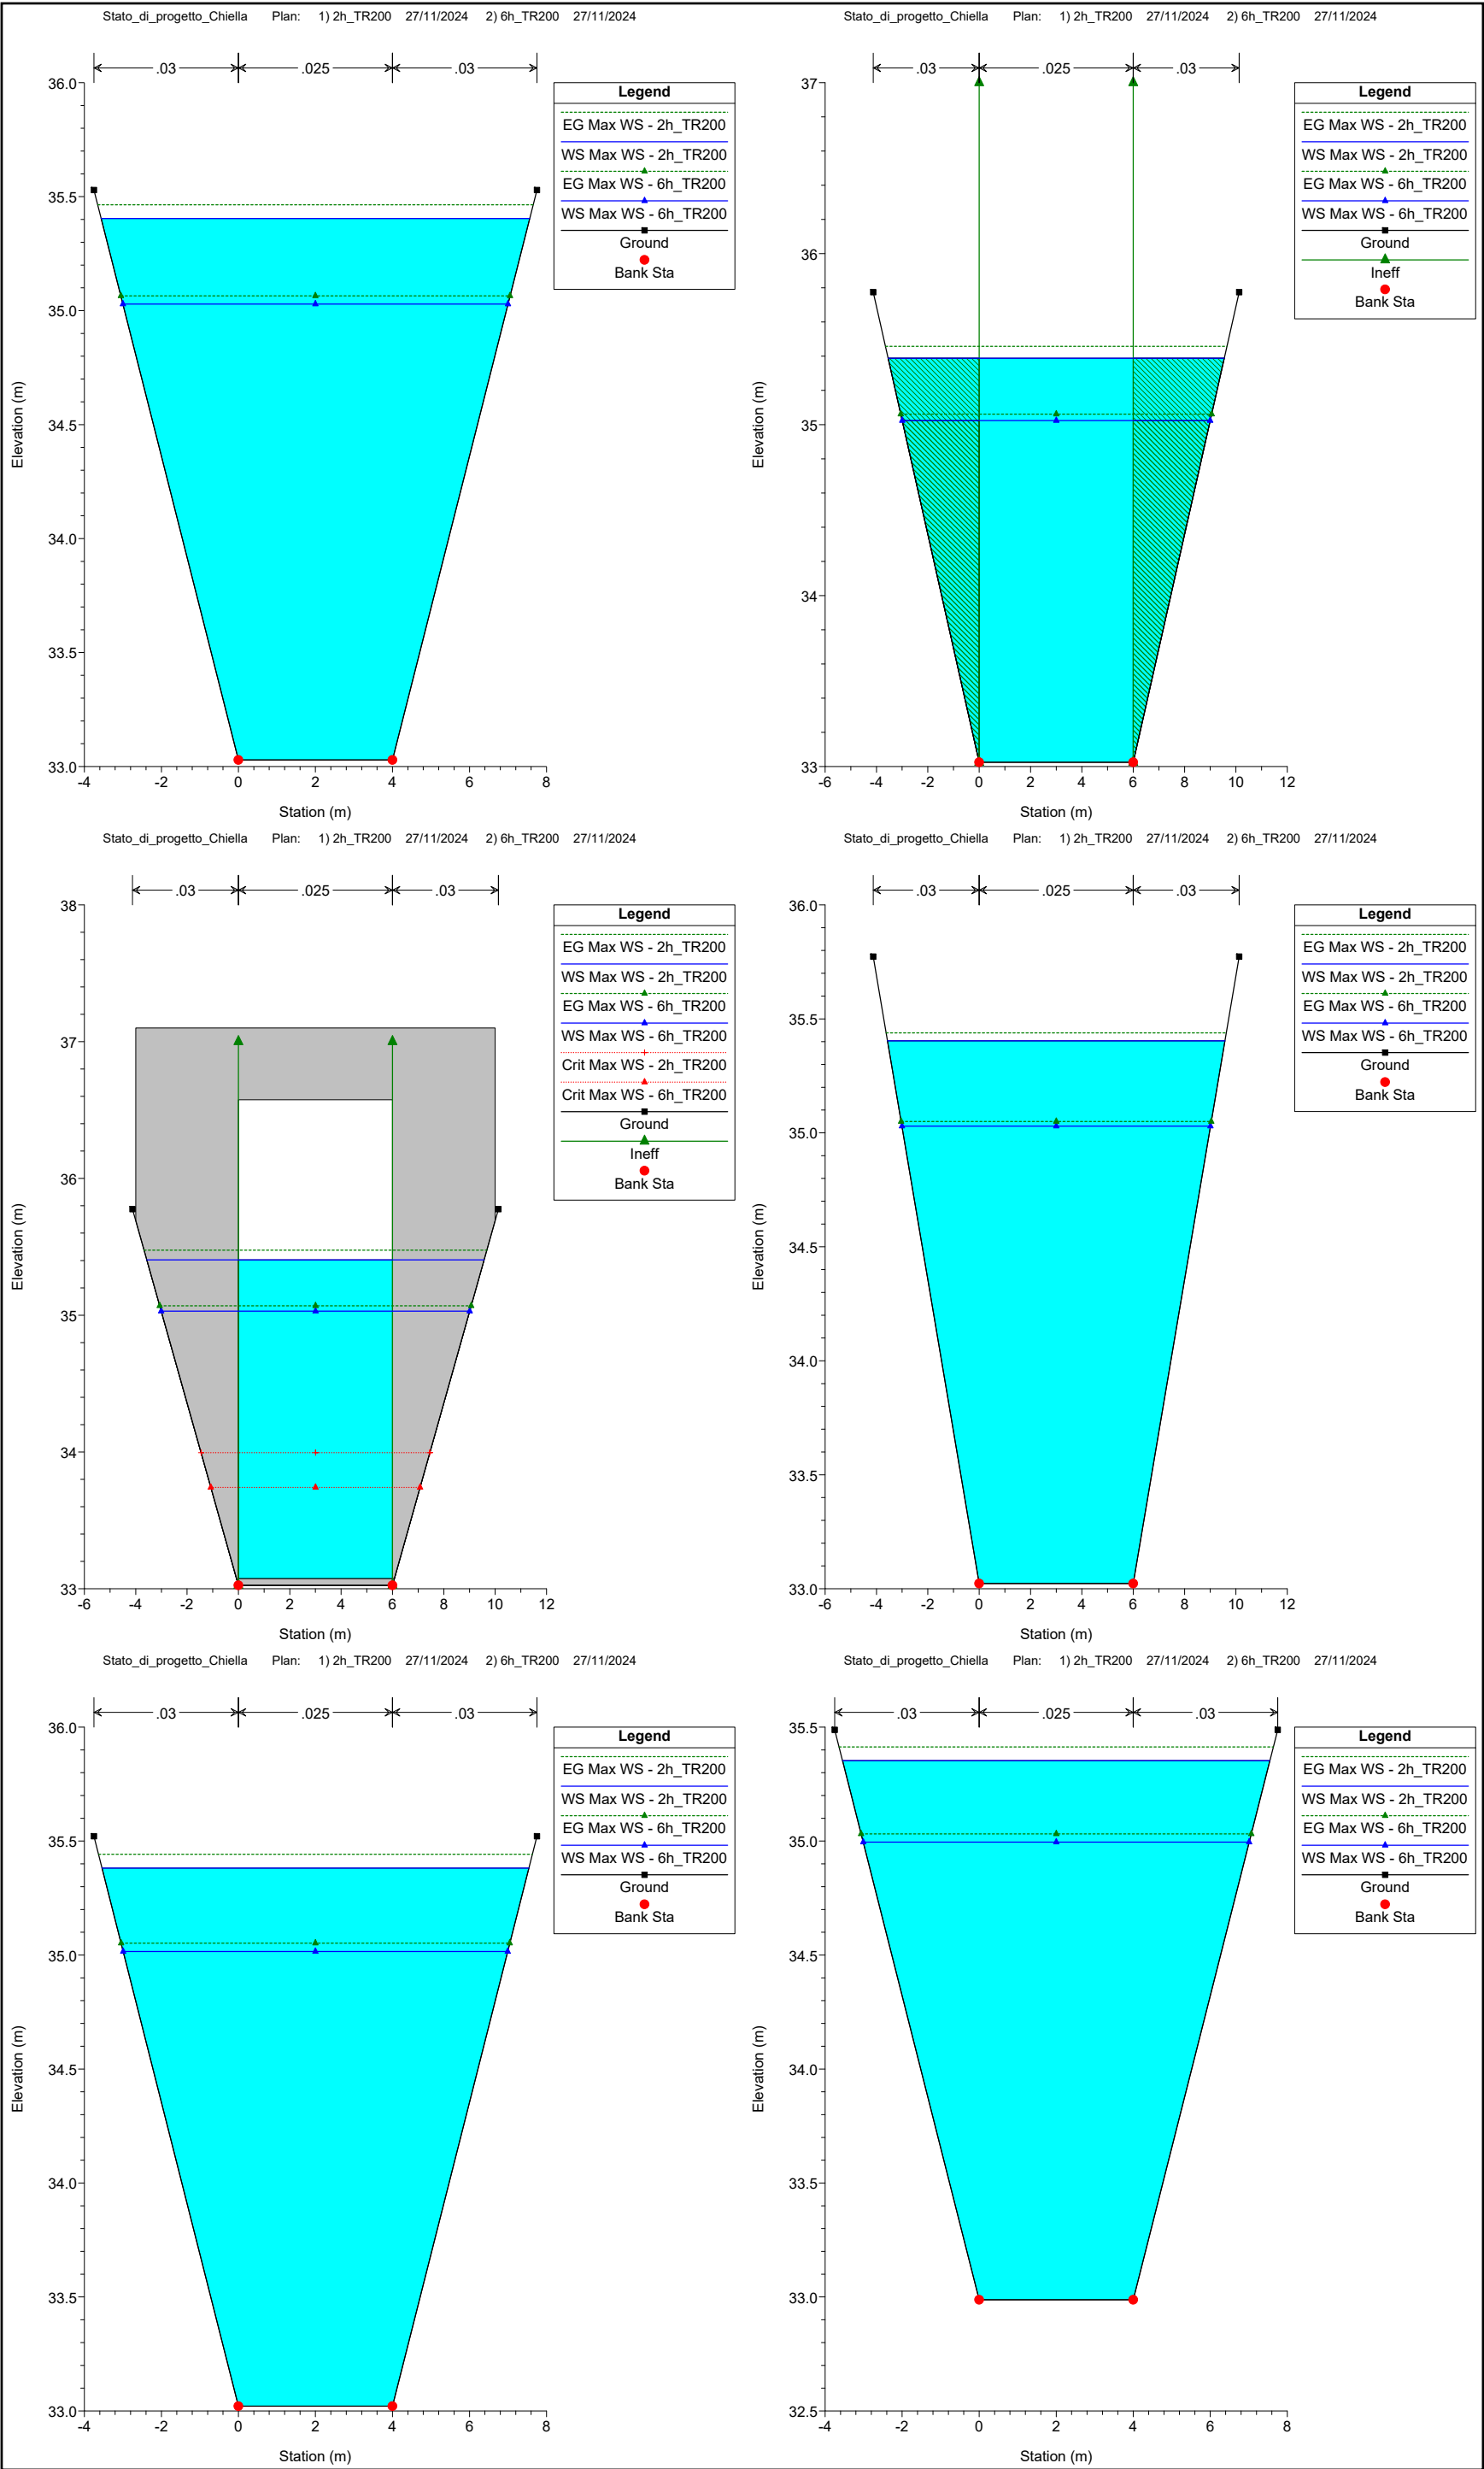 Stato_di_progetto_Chiella Plan: 1) 2h_TR200 27/11/2024 2) 6h_TR200 27/11/2024
.03 .025 .03
36.0
35.5
35.0
34.5
34.0
33.5
33.0
Elevation (m)
-4 -2 0 2 4 6 8
Station (m)
Legend
EG Max WS - 2h_TR200
WS Max WS - 2h_TR200
EG Max WS - 6h_TR200
WS Max WS - 6h_TR200
Ground
Bank Sta
Stato_di_progetto_Chiella Plan: 1) 2h_TR200 27/11/2024 2) 6h_TR200 27/11/2024
.03 .025 .03
37
36
35
34
33
Elevation (m)
-6 -4 -2 0 2 4 6 8 10 12
Station (m)
Legend
EG Max WS - 2h_TR200
WS Max WS - 2h_TR200
EG Max WS - 6h_TR200
WS Max WS - 6h_TR200
Ground
Ineff
Bank Sta
Stato_di_progetto_Chiella Plan: 1) 2h_TR200 27/11/2024 2) 6h_TR200 27/11/2024
.03 .025 .03
38
37
36
35
34
33
Elevation (m)
-6 -4 -2 0 2 4 6 8 10 12
Station (m)
Legend
EG Max WS - 2h_TR200
WS Max WS - 2h_TR200
EG Max WS - 6h_TR200
WS Max WS - 6h_TR200
Crit Max WS - 2h_TR200
Crit Max WS - 6h_TR200
Ground
Ineff
Bank Sta
Stato_di_progetto_Chiella Plan: 1) 2h_TR200 27/11/2024 2) 6h_TR200 27/11/2024
.03 .025 .03
36.0
35.5
35.0
34.5
34.0
33.5
33.0
Elevation (m)
-6 -4 -2 0 2 4 6 8 10 12
Station (m)
Legend
EG Max WS - 2h_TR200
WS Max WS - 2h_TR200
EG Max WS - 6h_TR200
WS Max WS - 6h_TR200
Ground
Bank Sta
Stato_di_progetto_Chiella Plan: 1) 2h_TR200 27/11/2024 2) 6h_TR200 27/11/2024
.03 .025 .03
36.0
35.5
35.0
34.5
34.0
33.5
33.0
Elevation (m)
-4 -2 0 2 4 6 8
Station (m)
Legend
EG Max WS - 2h_TR200
WS Max WS - 2h_TR200
EG Max WS - 6h_TR200
WS Max WS - 6h_TR200
Ground
Bank Sta
Stato_di_progetto_Chiella Plan: 1) 2h_TR200 27/11/2024 2) 6h_TR200 27/11/2024
.03 .025 .03
35.5
35.0
34.5
34.0
33.5
33.0
32.5
Elevation (m)
-4 -2 0 2 4 6 8
Station (m)
Legend
EG Max WS - 2h_TR200
WS Max WS - 2h_TR200
EG Max WS - 6h_TR200
WS Max WS - 6h_TR200
Ground
Bank Sta